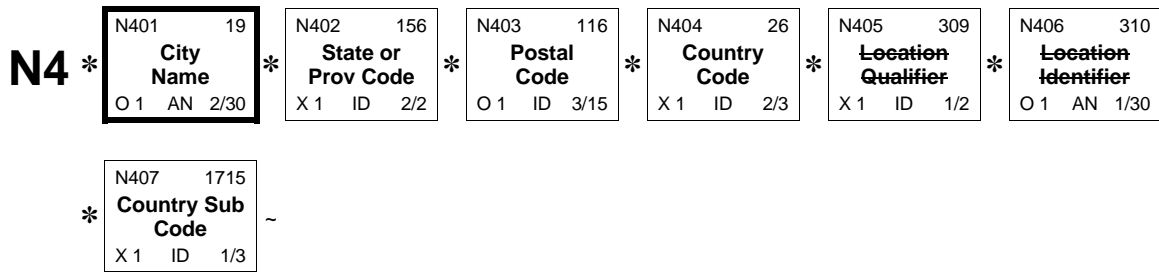 N4 * N401 19 * N402 156 * N403 116 * N404 26 * N405 309 * N406 310
City Name State or Prov Code Postal Code Country Code Location Qualifier Location Identifier
O 1 AN 2/30 X 1 ID 2/2 O 1 ID 3/15 X 1 ID 2/3 X 1 ID 1/2 O 1 AN 1/30
* N407 1715 ~
Country Sub
Code
X 1 ID 1/3